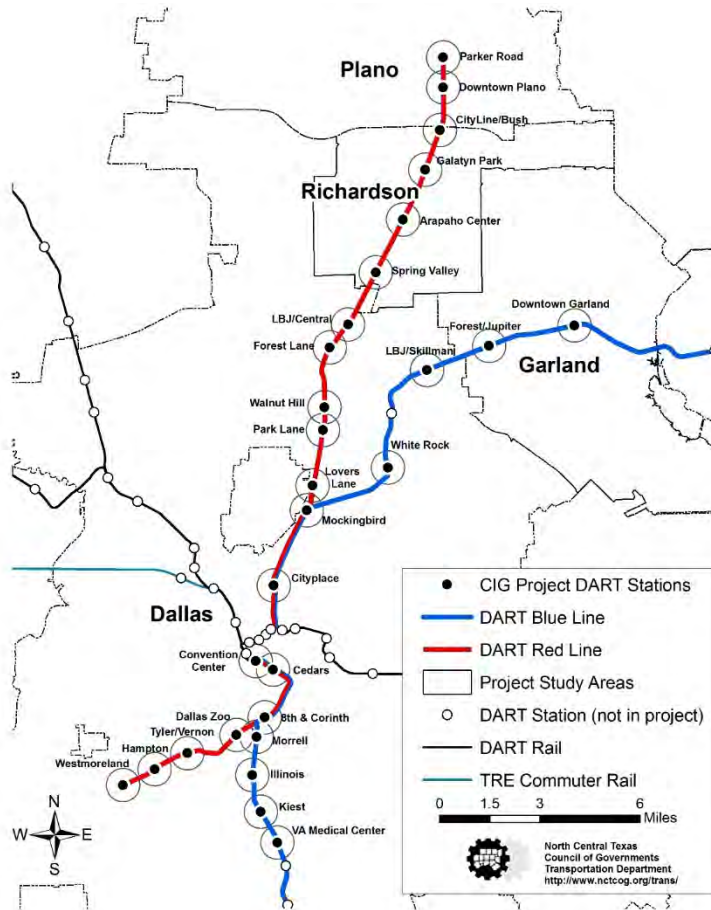 Parker Road
Plano
Downtown Plano
CityLine/Bush
Galatyn Park
Richardson
Arapaho Center
Spring Valley
LBJ/Central
Downtown Garland
Forest/Jupiter
Forest Lane
LBJ/Skillman
Garland
Walnut Hill
Park Lane
White Rock
Lovers
Lane
Mockingbird
Cityplace
Dallas
Convention
Center
Cedars
Dallas Zoo
8th & Corinth
Tyler/Vernon
Morrell
Hampton
Westmoreland
Illinois
Kiest
VA Medical Center
N
W E
S
CIG Project DART Stations
DART Blue Line
DART Red Line
Project Study Areas
DART Station (not in project)
DART Rail
TRE Commuter Rail
0 1.5 3 6
Miles
North Central Texas
Council of Governments
Transportation Department
http://www.nctcog.org/trans/